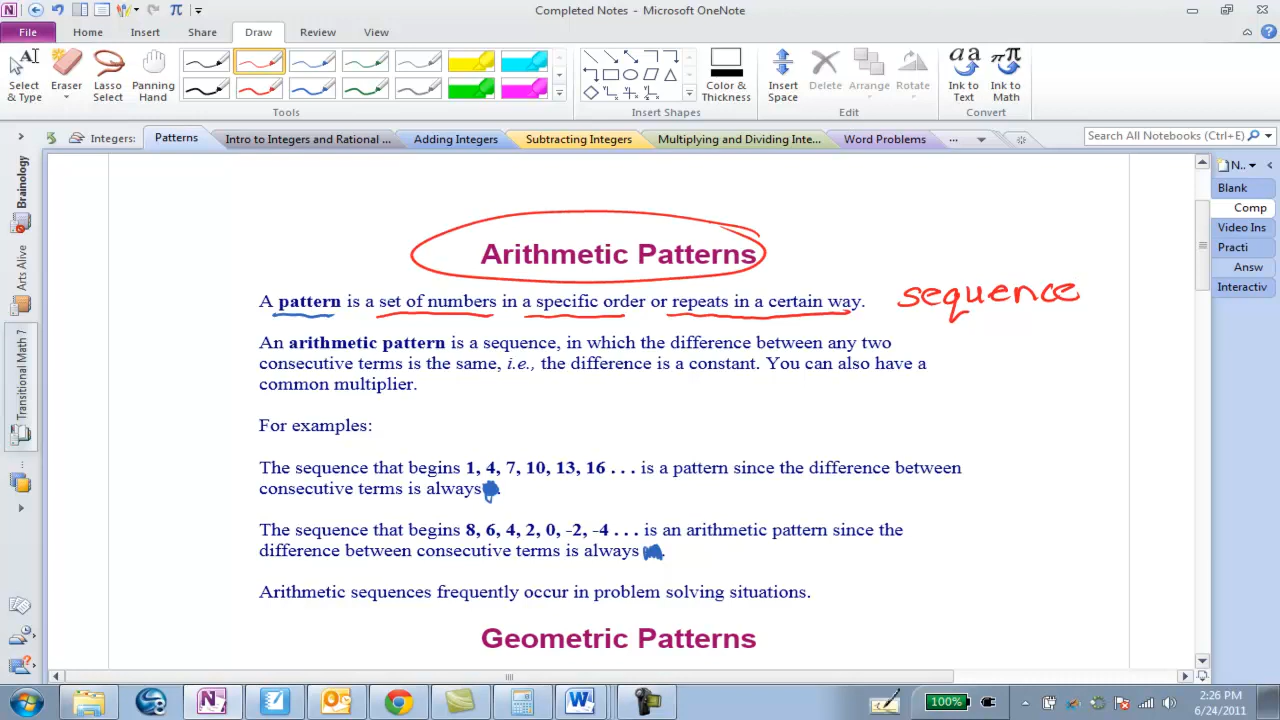 Completed Notes - Microsoft OneNote
File Home Insert Share Draw Review View
Select & Type
Eraser
Lasso Select
Panning Hand
Color & Thickness
Insert Space
Delete
Arrange
Rotate
Ink to Text
Ink to Math
Tools Insert Shapes Edit Convert
Integers: Patterns Intro to Integers and Rational ... Adding Integers Subtracting Integers Multiplying and Dividing Inte... Word Problems ... Search All Notebooks (Ctrl+E)
Brainology
Arts Alive
Transitional Math 7
N..
Blank
Comp
Video Ins
Practi
Answ
Interactiv
Arithmetic Patterns
A pattern is a set of numbers in a specific order or repeats in a certain way. sequence
An arithmetic pattern is a sequence, in which the difference between any two
consecutive terms is the same, i.e., the difference is a constant. You can also have a
common multiplier.
For examples:
The sequence that begins 1, 4, 7, 10, 13, 16 . . . is a pattern since the difference between
consecutive terms is always
The sequence that begins 8, 6, 4, 2, 0, -2, -4 . . . is an arithmetic pattern since the
difference between consecutive terms is always .
Arithmetic sequences frequently occur in problem solving situations.
Geometric Patterns
100%
2:26 PM
6/24/2011